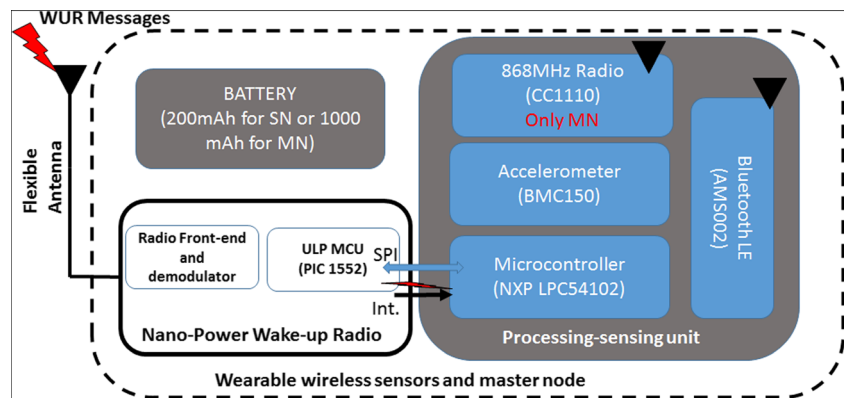 WUR Messages
BATTERY
(200mAh for SN or 1000
mAh for MN)
868MHz Radio
(CC1110)
Only MN
Accelerometer
(BMC150)
Bluetooth LE
(AMS002)
Flexible
Antenna
Radio Front-end
and
demodulator
ULP MCU
(PIC 1552)
SPI
Int.
Microcontroller
(NXP LPC54102)
Nano-Power Wake-up Radio
Processing-sensing unit
Wearable wireless sensors and master node